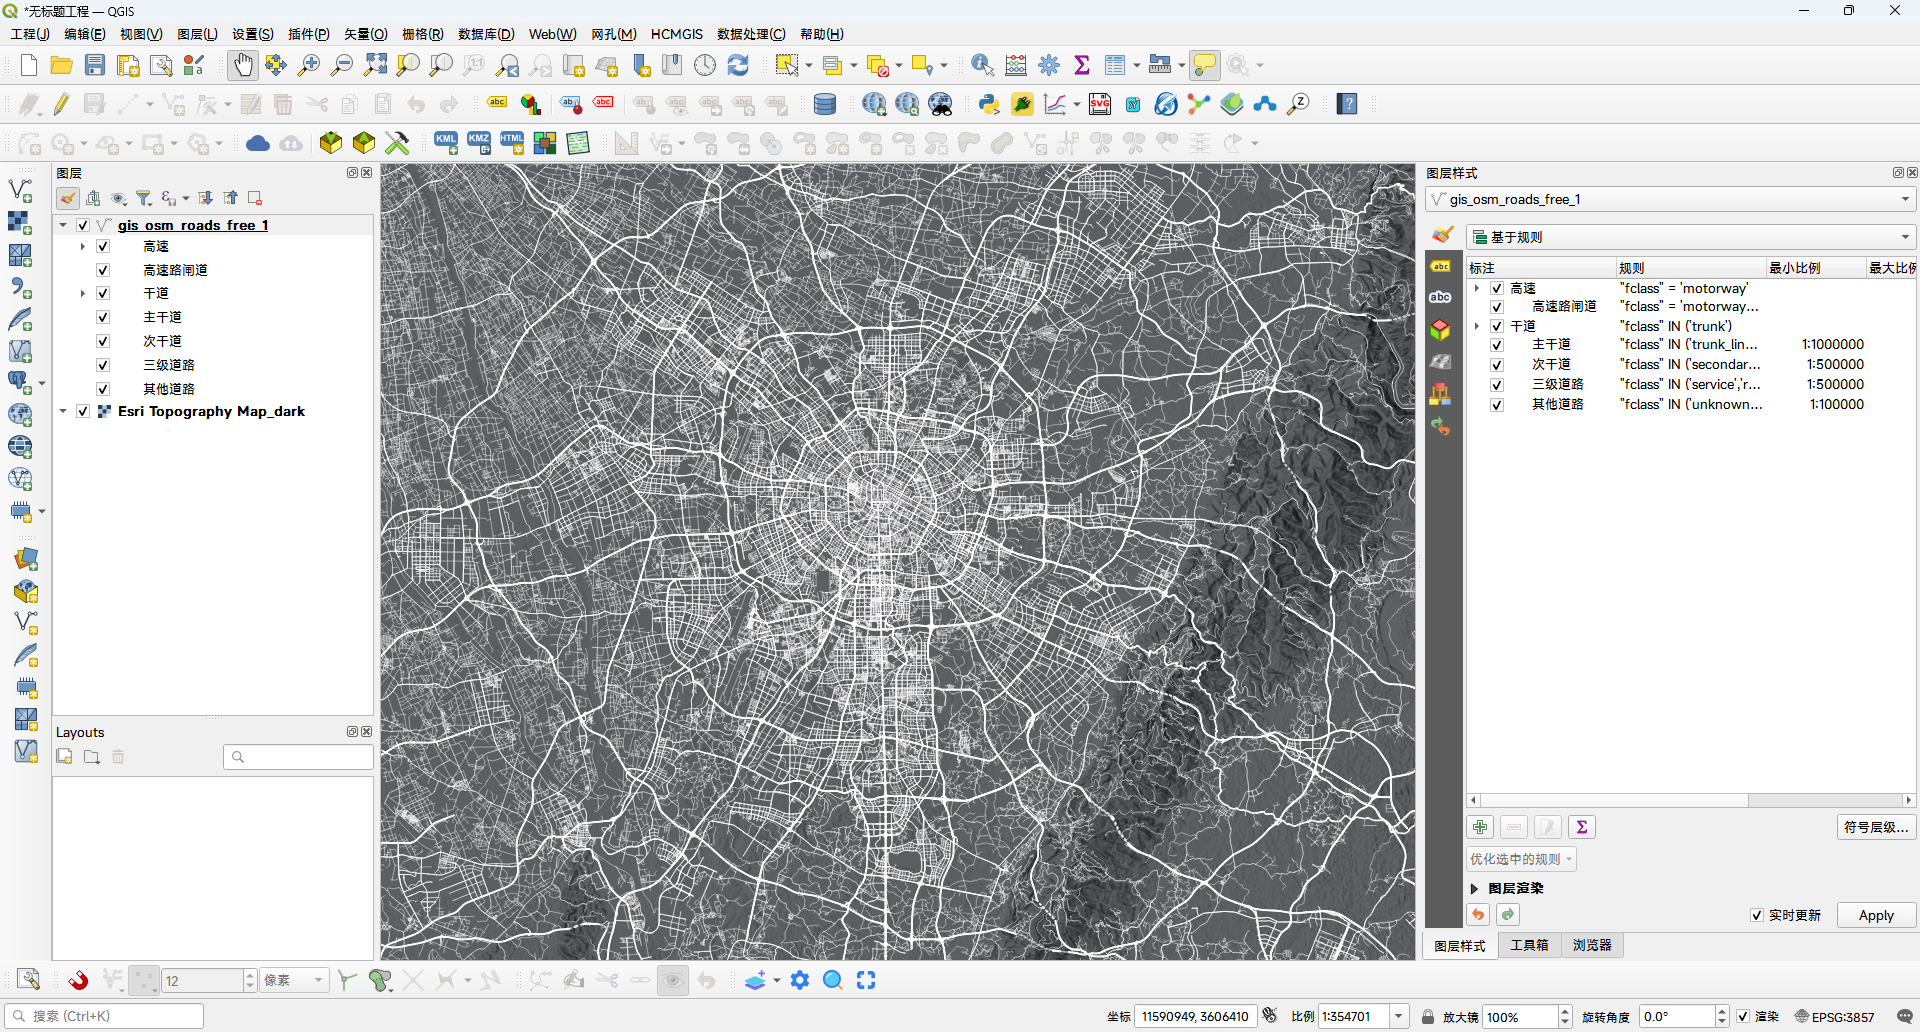 *无标题工程 — QGIS
工程(J) 编辑(E) 视图(V) 图层(L) 设置(S) 插件(P) 矢量(O) 栅格(R) 数据库(D) Web(W) 网孔(M) HCMGIS 数据处理(C) 帮助(H)
图层
gis_osm_roads_free_1
高速
高速路闸道
干道
主干道
次干道
三级道路
其他道路
Esri Topography Map_dark
Layouts
图层样式
gis_osm_roads_free_1
基于规则
标注 规则 最小比例 最大比例
高速 "fclass" = 'motorway'
高速路闸道 "fclass" = 'motorway...
干道 "fclass" IN ('trunk')
主干道 "fclass" IN ('trunk_lin... 1:1000000
次干道 "fclass" IN ('secondar... 1:500000
三级道路 "fclass" IN ('service','r... 1:500000
其他道路 "fclass" IN ('unknown... 1:100000
符号层级...
优化选中的规则
图层渲染
实时更新 Apply
图层样式 工具箱 浏览器
12 像素
搜索 (Ctrl+K) 坐标 11590949, 3606410 比例 1:354701 放大镜 100% 旋转角度 0.0° 渲染 EPSG:3857